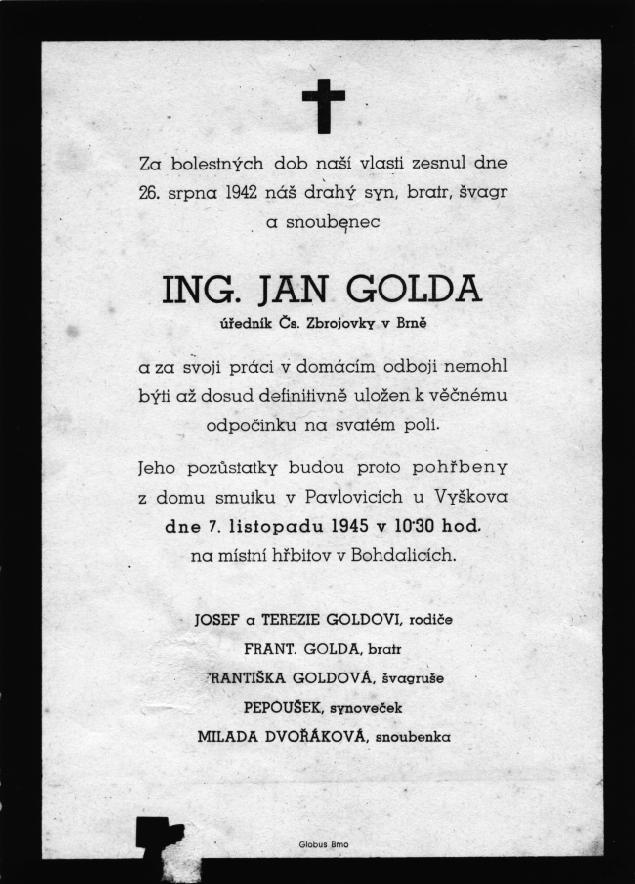 Za bolestných dob naší vlasti zesnul dne
26. srpna 1942 náš drahý syn, bratr, švagr
a snoubenec
ING. JAN GOLDA
úředník Čs. Zbrojovky v Brně
a za svoji práci v domácím odboji nemohl
býti až dosud definitivně uložen k věčnému
odpočinku na svatém poli.
Jeho pozůstatky budou proto pohřbeny
z domu smutku v Pavlovicích u Vyškova
dne 7. listopadu 1945 v 10·30 hod.
na místní hřbitov v Bohdalicích.
JOSEF a TEREZIE GOLDOVI, rodiče
FRANT. GOLDA, bratr
RANTIŠKA GOLDOVÁ, švagruše
PEPOUŠEK, synoveček
MILADA DVOŘÁKOVÁ, snoubenka
Globus Brno